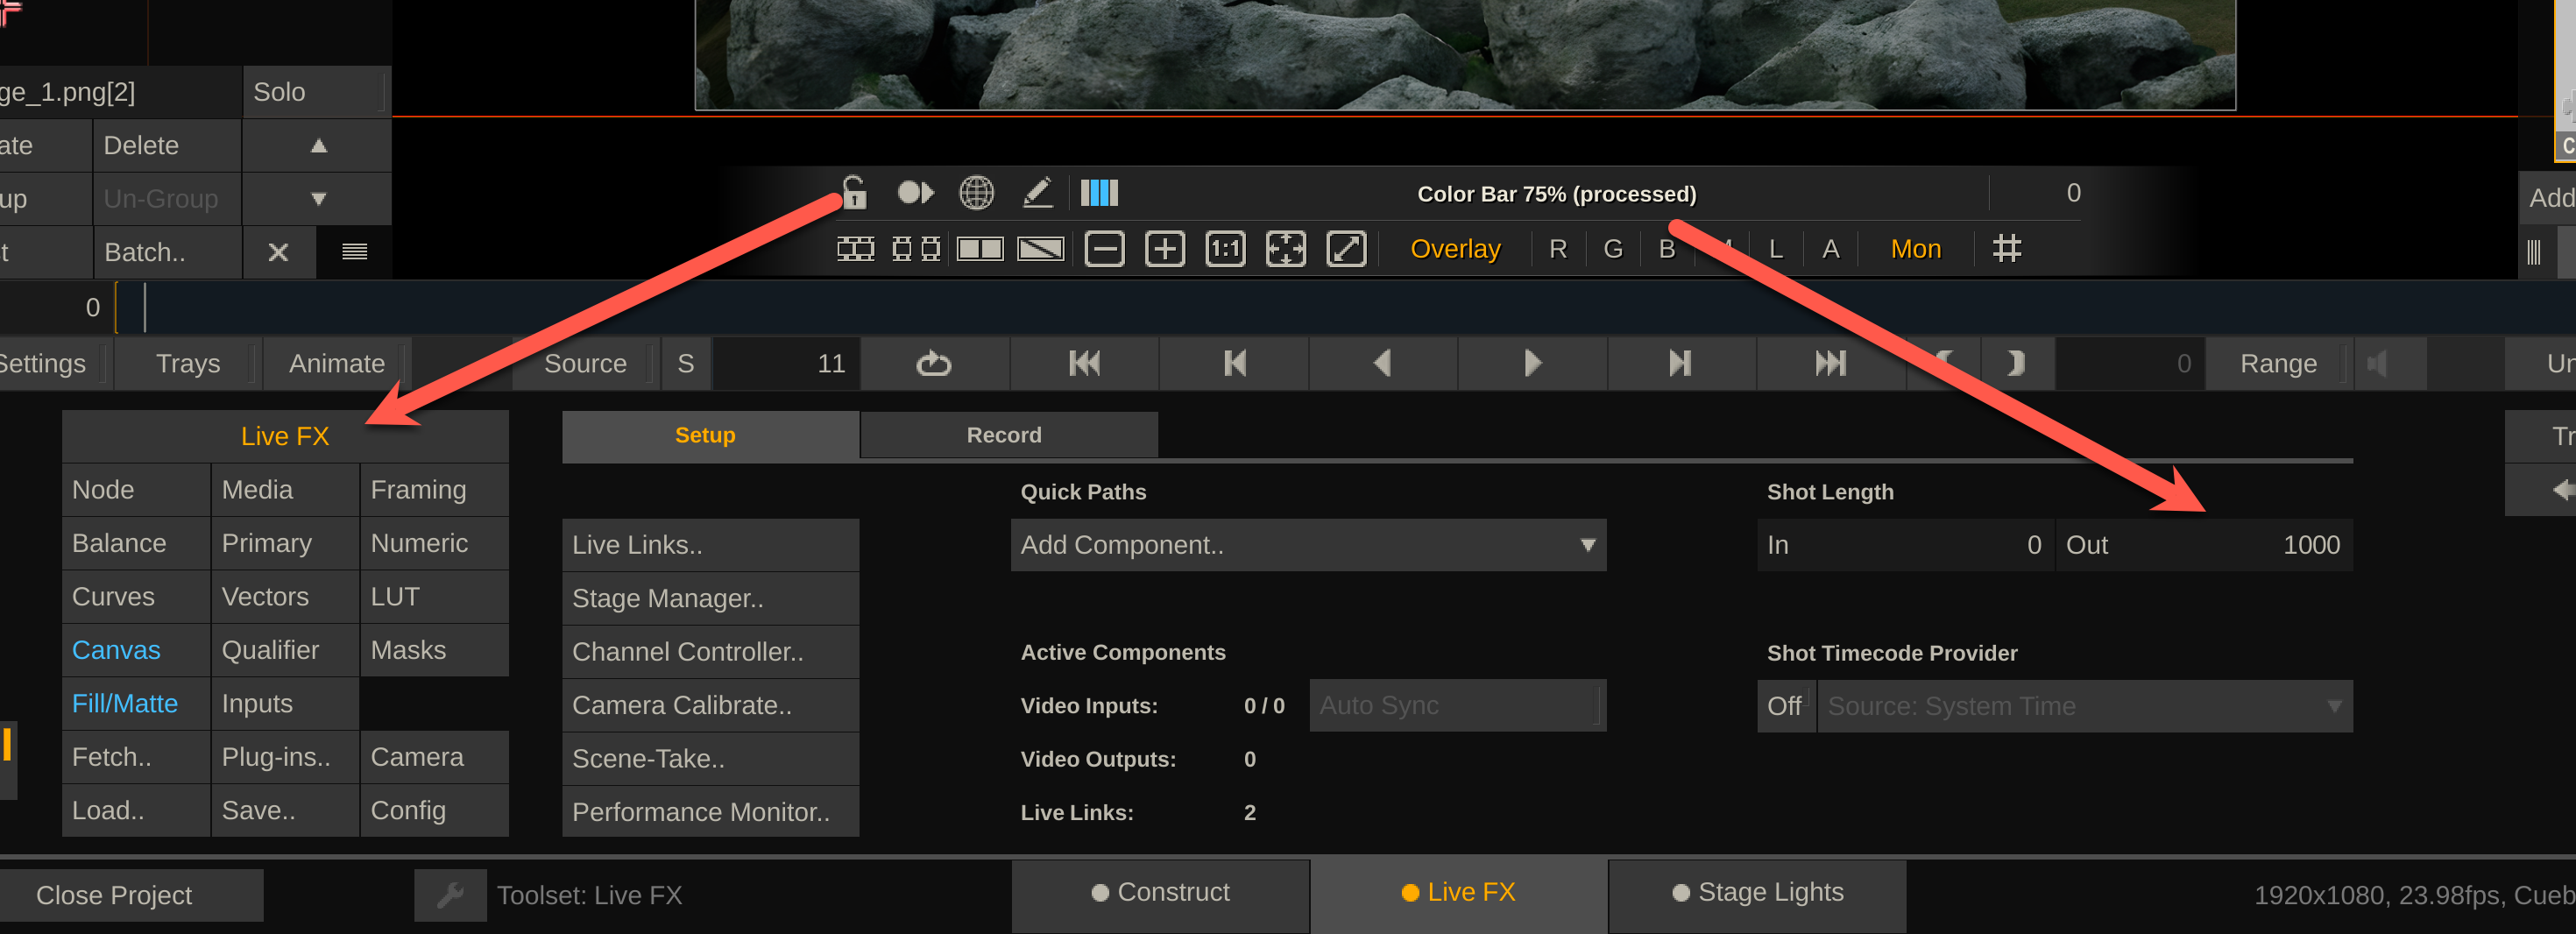 ge_1.png[2] Solo
ate Delete
up Un-Group
t Batch..
Color Bar 75% (processed) 0
1:1 Overlay R G B L A Mon
Add
C
0
Settings Trays Animate Source S 11 0 Range Un
Live FX
Node Media Framing
Balance Primary Numeric
Curves Vectors LUT
Canvas Qualifier Masks
Fill/Matte Inputs
Fetch.. Plug-ins.. Camera
Load.. Save.. Config
Setup Record
Live Links..
Stage Manager..
Channel Controller..
Camera Calibrate..
Scene-Take..
Performance Monitor..
Quick Paths
Add Component..
Active Components
Video Inputs: 0 / 0 Auto Sync
Video Outputs: 0
Live Links: 2
Shot Length
In 0 Out 1000
Shot Timecode Provider
Off Source: System Time
Tr
Close Project Toolset: Live FX Construct Live FX Stage Lights 1920x1080, 23.98fps, Cueb